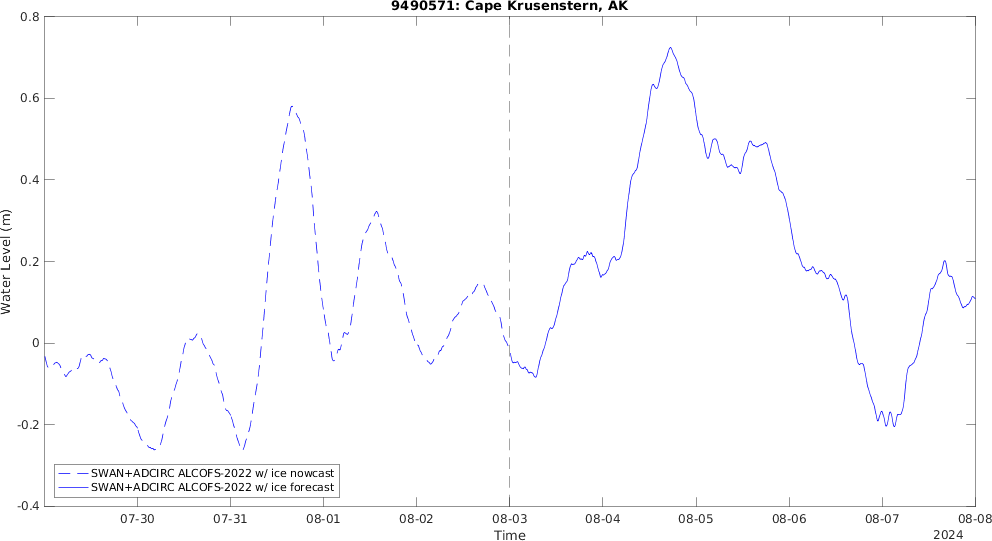 9490571: Cape Krusenstern, AK
0.8
0.6
0.4
0.2
0
-0.2
-0.4
Water Level (m)
SWAN+ADCIRC ALCOFS-2022 w/ ice nowcast
SWAN+ADCIRC ALCOFS-2022 w/ ice forecast
07-30 07-31 08-01 08-02 08-03 08-04 08-05 08-06 08-07 08-08
Time
2024